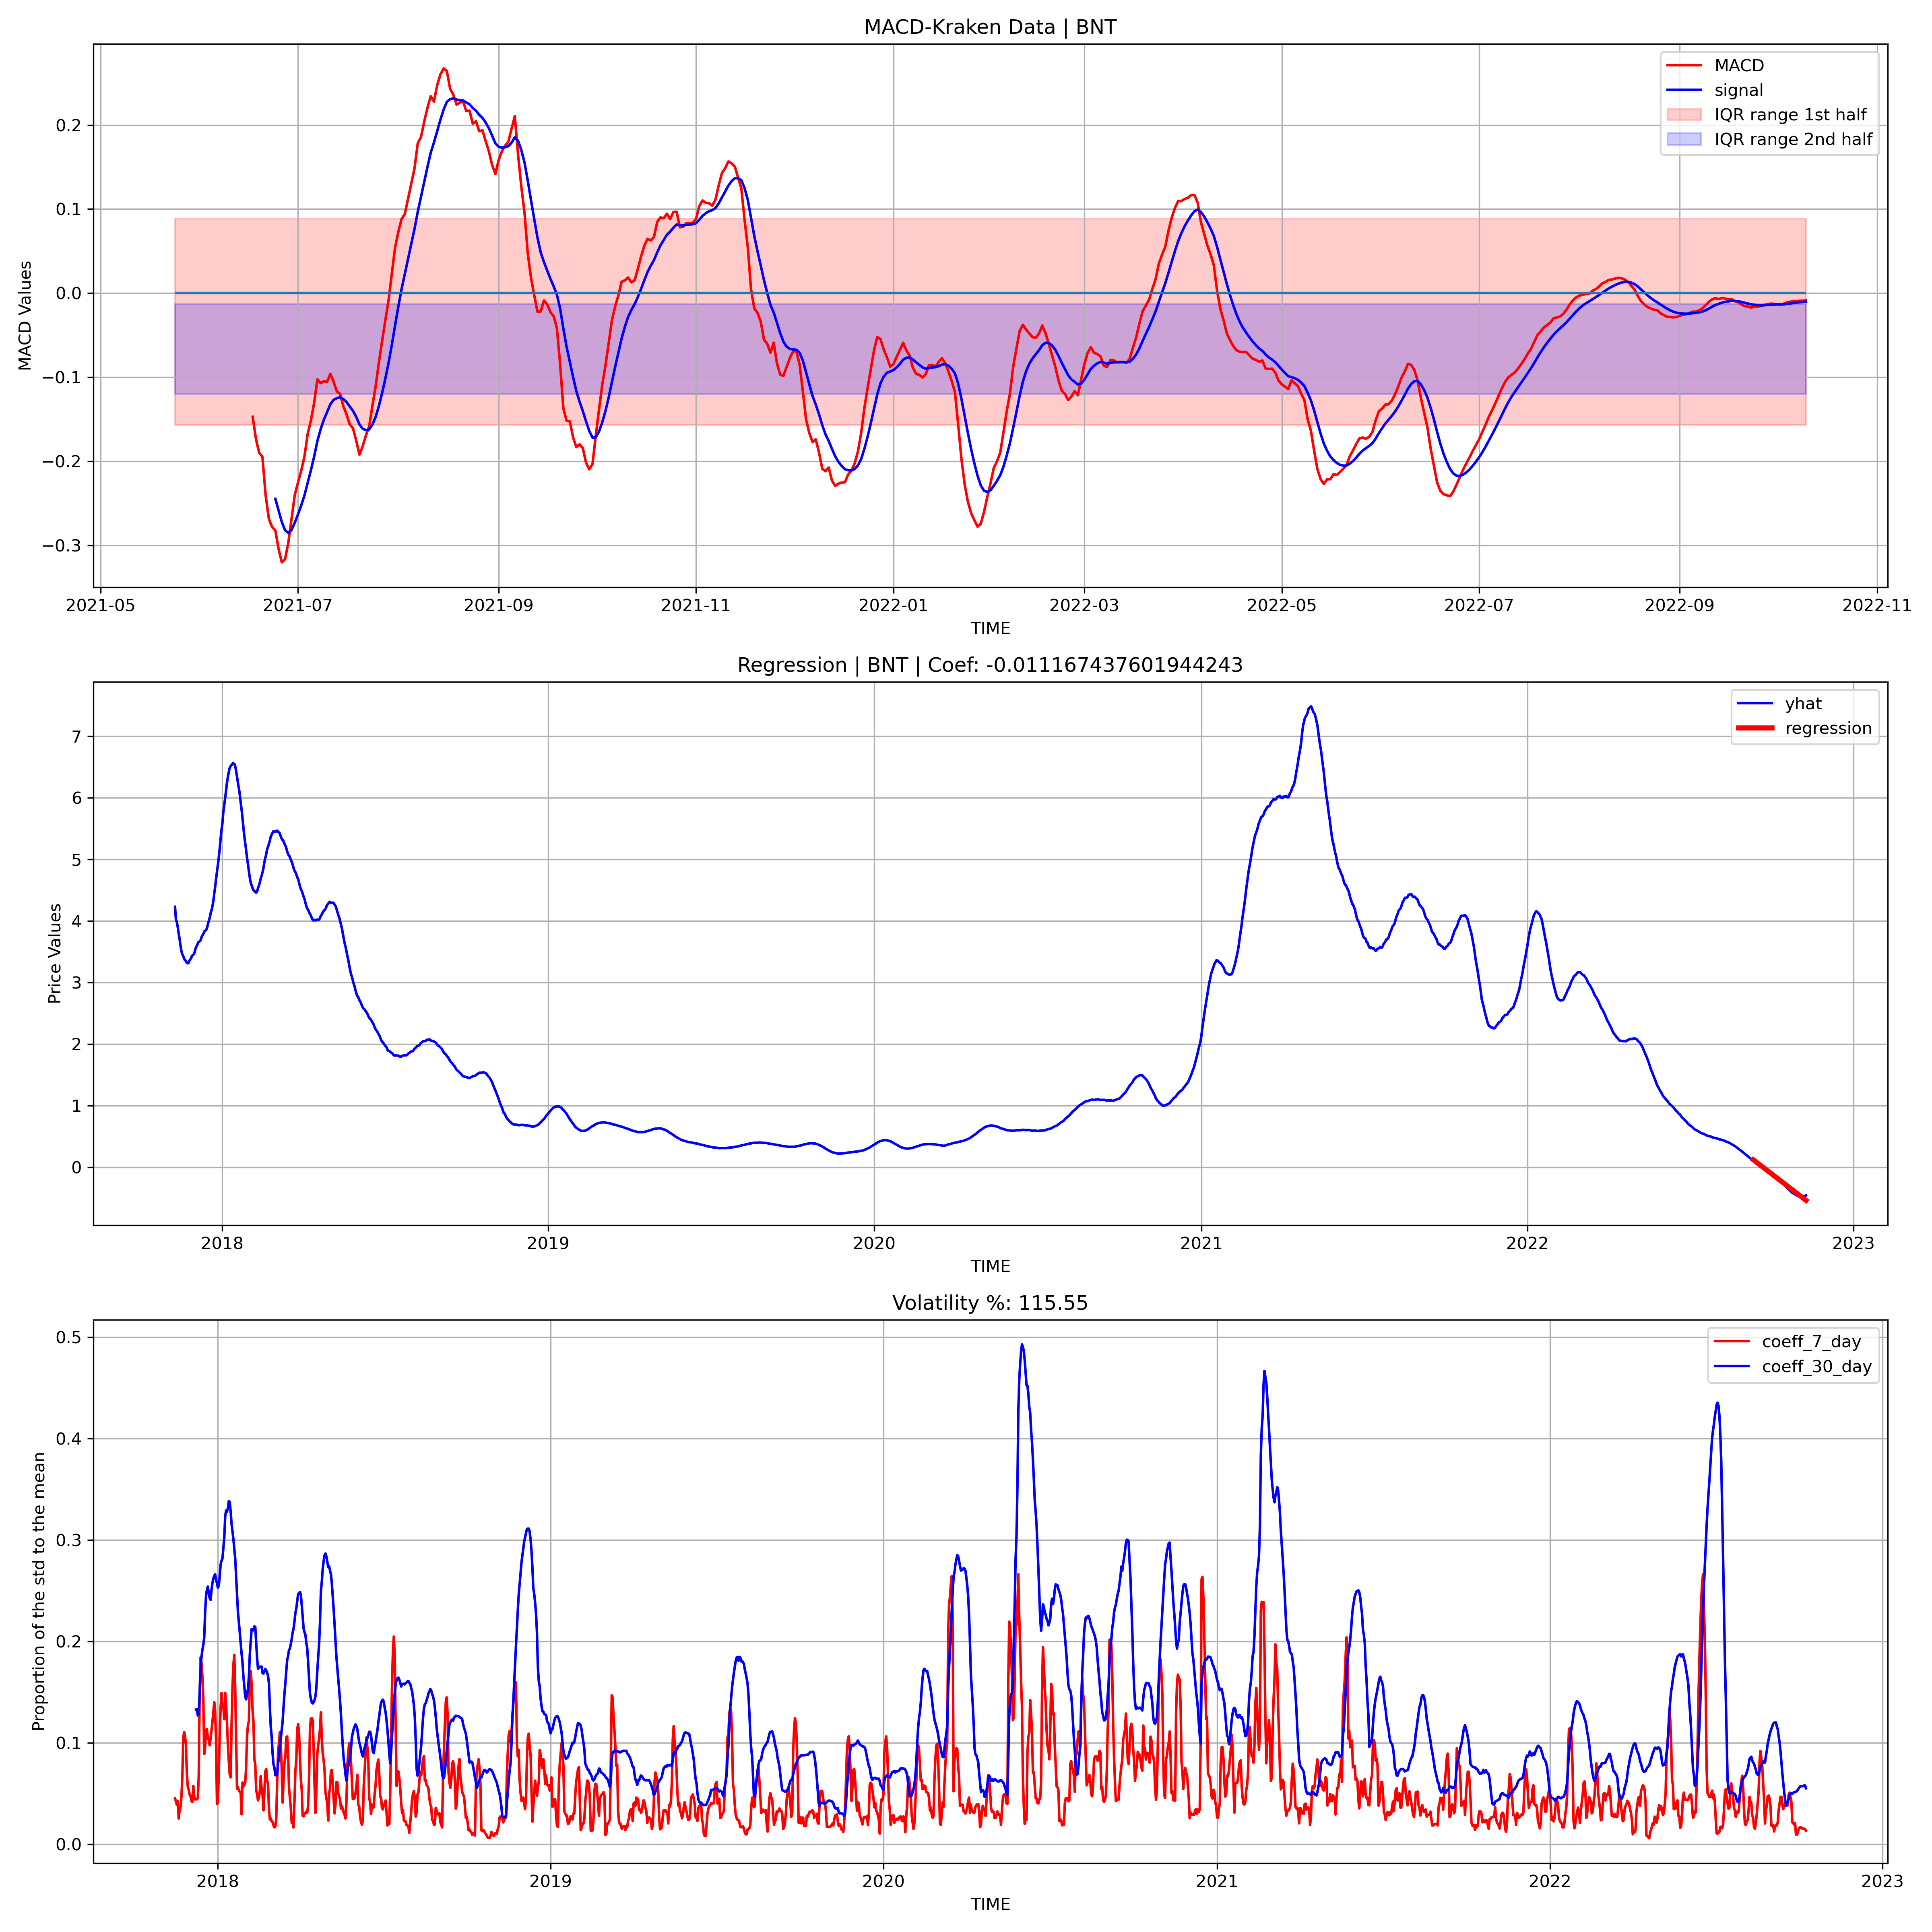 MACD-Kraken Data | BNT
MACD Values
0.2
0.1
0.0
−0.1
−0.2
−0.3
MACD
signal
IQR range 1st half
IQR range 2nd half
2021-05 2021-07 2021-09 2021-11 2022-01 2022-03 2022-05 2022-07 2022-09 2022-11
TIME
Regression | BNT | Coef: -0.011167437601944243
Price Values
7
6
5
4
3
2
1
0
yhat
regression
2018 2019 2020 2021 2022 2023
TIME
Volatility %: 115.55
Proportion of the std to the mean
0.5
0.4
0.3
0.2
0.1
0.0
coeff_7_day
coeff_30_day
2018 2019 2020 2021 2022 2023
TIME